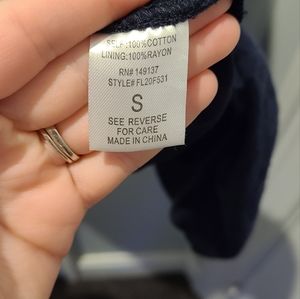 SELF:100%COTTON
LINING:100%RAYON
RN# 149137
STYLE# FL20F531
S
SEE REVERSE
FOR CARE
MADE IN CHINA